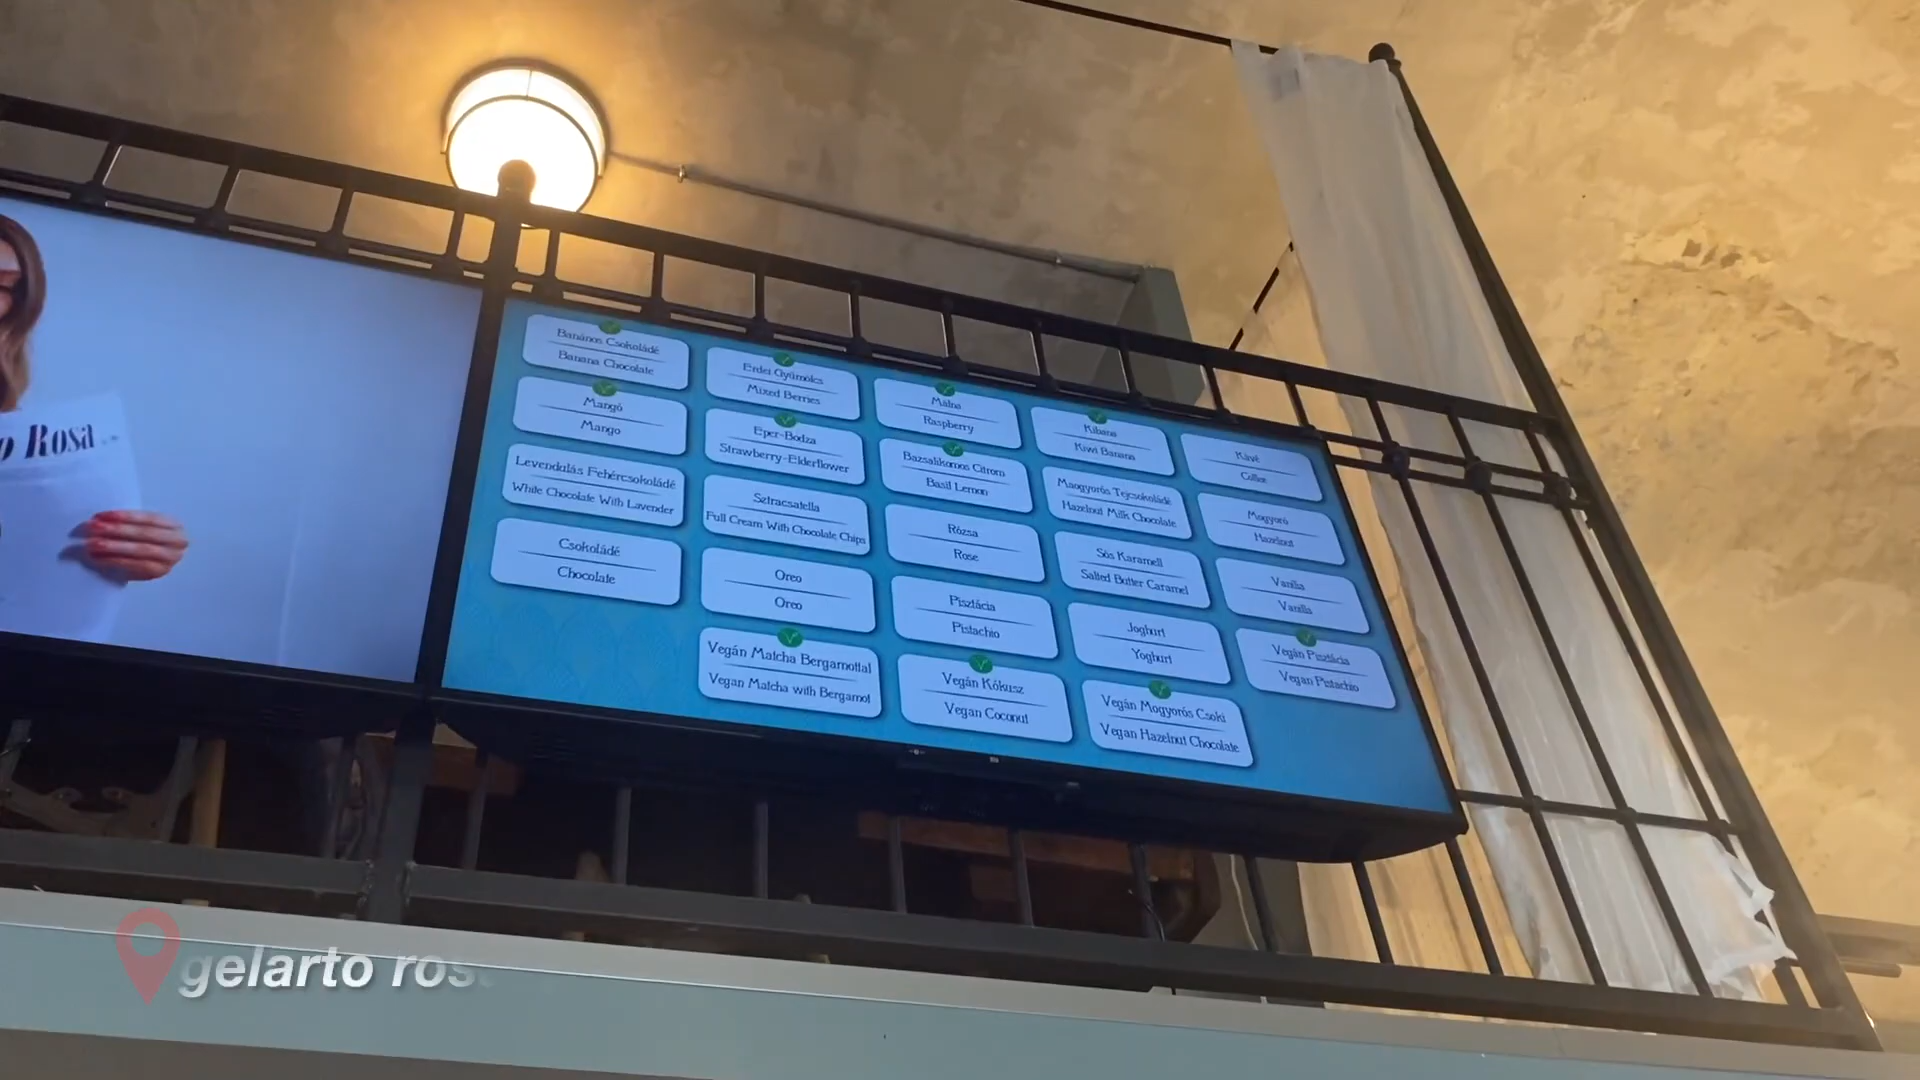 o Rosa
Banános Csokoládé
Banana Chocolate
Mangó
Mango
Levendulás Fehércsokoládé
White Chocolate With Lavender
Csokoládé
Chocolate
Erdei Gyümölcs
Mixed Berries
Eper-Bodza
Strawberry-Elderflower
Sztracsatella
Full Cream With Chocolate Chips
Oreo
Oreo
Vegán Matcha Bergamottal
Vegan Matcha with Bergamot
Málna
Raspberry
Bazsalikomos Citrom
Basil Lemon
Rózsa
Rose
Pisztácia
Pistachio
Vegán Kókusz
Vegan Coconut
Kibana
Kiwi Banana
Maogyorós Tejcsokoládé
Hazelnut Milk Chocolate
Sós Karamell
Salted Butter Caramel
Joghurt
Yoghurt
Vegán Mogyorós Csoki
Vegan Hazelnut Chocolate
Kávé
Coffee
Mogyoró
Hazelnut
Vanília
Vanilla
Vegán Pisztácia
Vegan Pistachio
gelarto ros